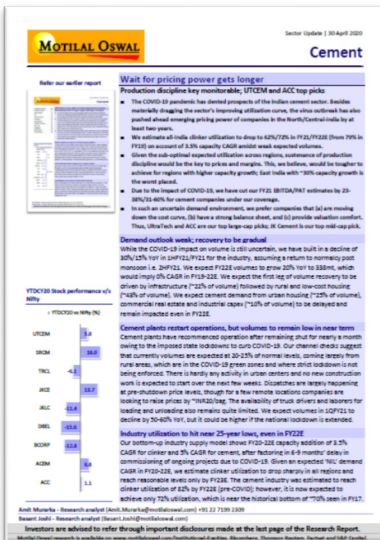 Sector Update | 30 April 2020
MOTILAL OSWAL
Cement
Refer our earlier report
Wait for pricing power gets longer
Production discipline key monitorable; UTCEM and ACC top picks
The COVID-19 pandemic has dented prospects of the Indian cement sector. Besides
materially dragging the sector's improving utilization curve, the virus outbreak has also
pushed ahead emerging pricing power of companies in the North/Central-India by at
least two years.
We estimate all-India clinker utilization to drop to 62%/72% in FY21/FY22E (from 79% in
FY19) on account of 3.5% capacity CAGR amidst weak expected volumes.
Given the sub-optimal expected utilization across regions, sustenance of production
discipline would be the key to prices and margins. This, we believe, would be tougher to
achieve for regions with higher capacity growth; East India with ~30% capacity growth is
the worst placed.
Due to the impact of COVID-19, we have cut our FY21 EBITDA/PAT estimates by 23-
38%/31-60% for cement companies under our coverage.
In such an uncertain demand environment, we prefer companies that (a) are moving
down the cost curve, (b) have a strong balance sheet, and (c) provide valuation comfort.
Thus, UltraTech and ACC are our top large-cap picks; JK Cement is our top mid-cap pick.
Demand outlook weak; recovery to be gradual
While the COVID-19 impact on volume is still uncertain, we have built in a decline of
30%/15% YoY in 1HFY21/FY21 for the industry, assuming a return to normalcy post
monsoon i.e. 2HFY21. We expect FY22E volumes to grow 20% YoY to 338mt, which
would imply 0% CAGR in FY19-22E. We expect the first leg of volume recovery to be
driven by infrastructure (~22% of volume) followed by rural and low-cost housing
(~48% of volume). We expect cement demand from urban housing (~25% of volume),
commercial real estate and industrial capex (~10% of volume) to be delayed and
remain impacted even in FY22E.
YTDCY20 Stock performance v/s
Nifty
YTDCY20 vs Nifty (%)
UTCEM 5.8
SRCM 16.0
TRCL
JKCE 13.7
JKLC -11.4
DBEL -15.6
BCORP -12.8
ACEM 6.0
ACC 1.1
Cement plants restart operations, but volumes to remain low in near term
Cement plants have recommenced operation after remaining shut for nearly a month
owing to the imposed state lockdowns to curb COVID-19. Our channel checks suggest
that currently volumes are expected at 20-25% of normal levels, coming largely from
rural areas, which are in the COVID-19 green zones and where strict lockdown is not
being enforced. There is hardly any activity in urban centers and no new construction
work is expected to start over the next few weeks. Dispatches are largely happening
at pre-shutdown price levels, though for a few remote locations companies are
looking to raise prices by ~INR20/bag. The availability of truck drivers and laborers for
loading and unloading also remains quite limited. We expect volumes in 1QFY21 to
decline by 50-60% YoY, but it could be higher if the national lockdown is extended.
Industry utilization to hit near 25-year lows, even in FY22E
Our bottom-up industry supply model shows FY20-22E capacity addition of 3.5%
CAGR for clinker and 5% CAGR for cement, after factoring in 6-9 months' delay in
commissioning of ongoing projects due to COVID-19. Given an expected 'NIL' demand
CAGR in FY20-22E, we estimate clinker utilization to drop sharply in all regions and
reach reasonable levels only by FY23E. The cement industry was estimated to reach
clinker utilization of 82% by FY22E (pre-COVID); however, it is now expected to
achieve only 72% utilization, which is near the historical bottom of ~70% seen in FY17.
Amit Murarka - Research analyst (Amit.Murarka@motilaloswal.com) +91 22 7199 2309
Basant Joshi - Research analyst (Basant.Joshi@motilaloswal.com)
Investors are advised to refer through important disclosures made at the last page of the Research Report.